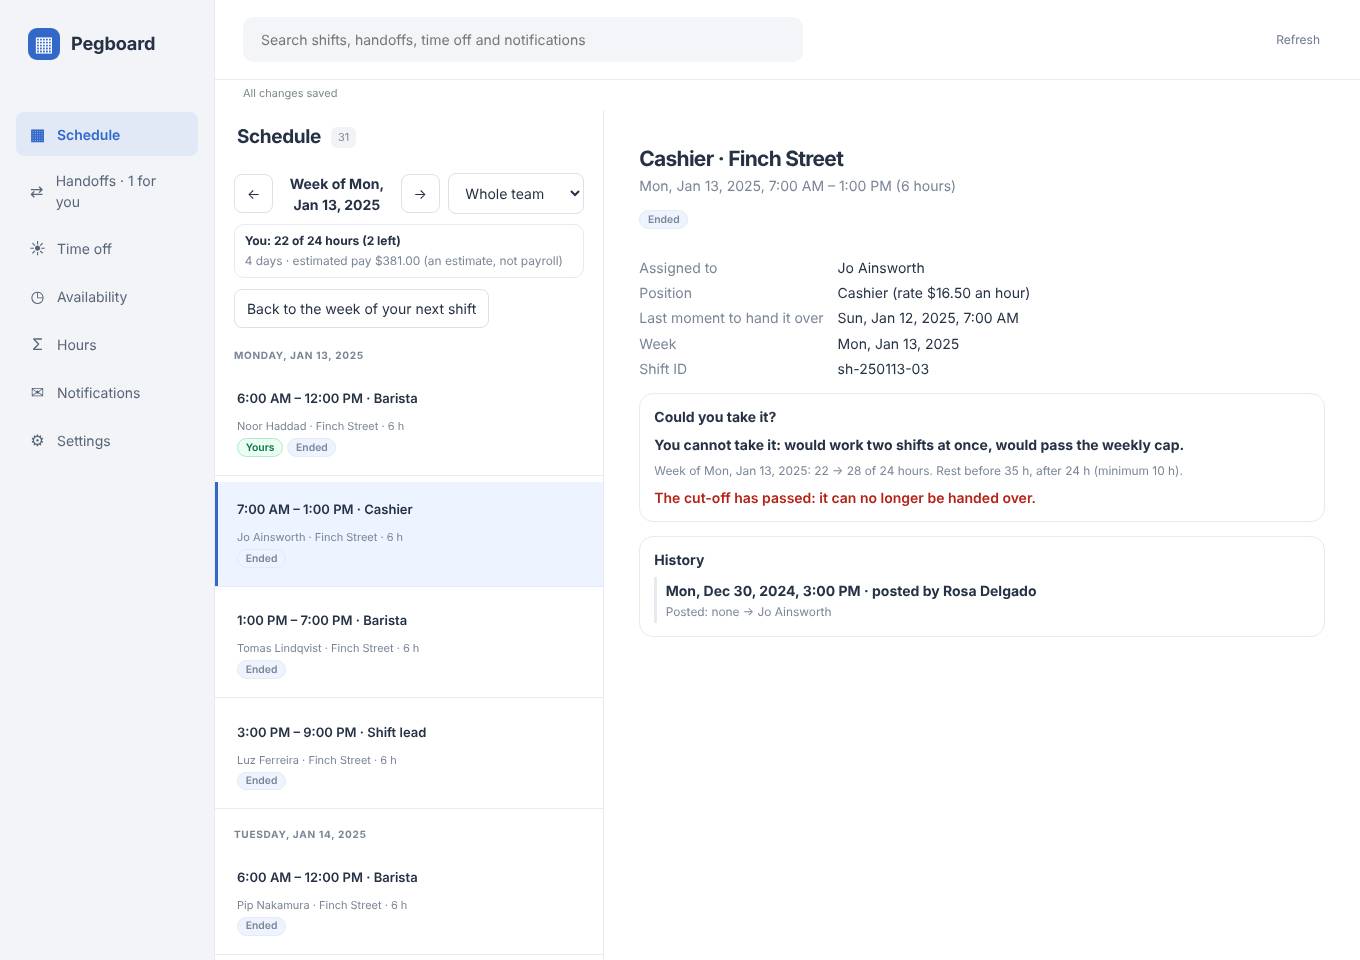 Pegboard
Search shifts, handoffs, time off and notifications
Refresh
All changes saved
Schedule
Handoffs · 1 for
you
Time off
Availability
Hours
Notifications
Settings
Schedule 31
←
Week of Mon,
Jan 13, 2025
→
Whole team
You: 22 of 24 hours (2 left)
4 days · estimated pay $381.00 (an estimate, not payroll)
Back to the week of your next shift
MONDAY, JAN 13, 2025
6:00 AM – 12:00 PM · Barista
Noor Haddad · Finch Street · 6 h
Yours Ended
7:00 AM – 1:00 PM · Cashier
Jo Ainsworth · Finch Street · 6 h
Ended
1:00 PM – 7:00 PM · Barista
Tomas Lindqvist · Finch Street · 6 h
Ended
3:00 PM – 9:00 PM · Shift lead
Luz Ferreira · Finch Street · 6 h
Ended
TUESDAY, JAN 14, 2025
6:00 AM – 12:00 PM · Barista
Pip Nakamura · Finch Street · 6 h
Ended
Cashier · Finch Street
Mon, Jan 13, 2025, 7:00 AM – 1:00 PM (6 hours)
Ended
Assigned to Jo Ainsworth
Position Cashier (rate $16.50 an hour)
Last moment to hand it over Sun, Jan 12, 2025, 7:00 AM
Week Mon, Jan 13, 2025
Shift ID sh-250113-03
Could you take it?
You cannot take it: would work two shifts at once, would pass the weekly cap.
Week of Mon, Jan 13, 2025: 22 → 28 of 24 hours. Rest before 35 h, after 24 h (minimum 10 h).
The cut-off has passed: it can no longer be handed over.
History
Mon, Dec 30, 2024, 3:00 PM · posted by Rosa Delgado
Posted: none → Jo Ainsworth